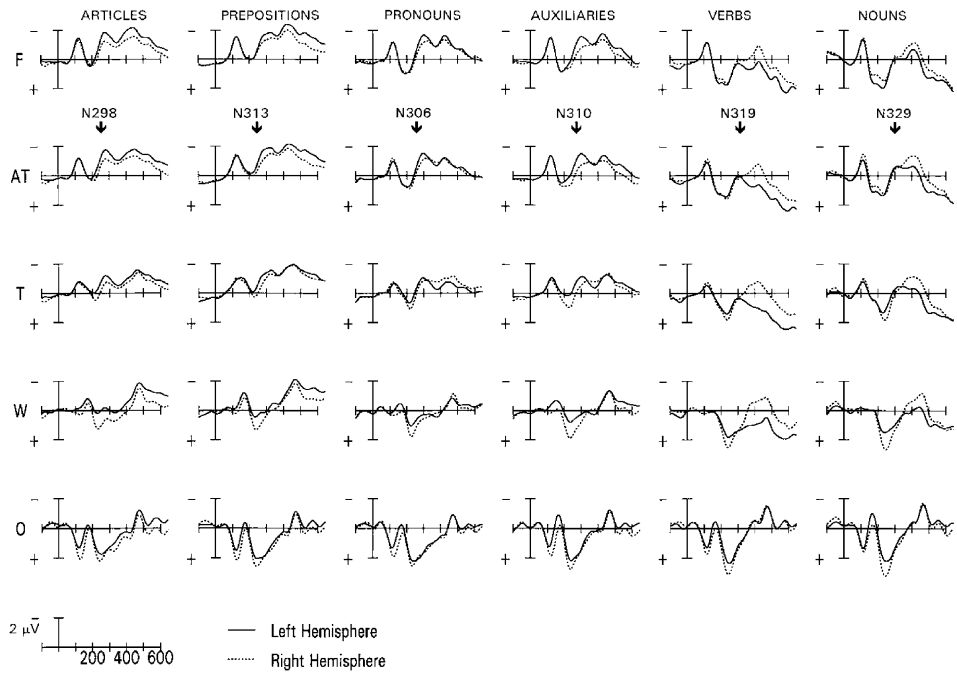 ARTICLES PREPOSITIONS PRONOUNS AUXILIARIES VERBS NOUNS
− − − − − −
F
+ + + + + +
N298 N313 N306 N310 N319 N329
− − − − − −
AT
+ + + + + +
− − − − − −
T
+ + + + + +
− − − − − −
W
+ + + + + +
− − − − − −
O
+ + + + + +
2 µV −
Left Hemisphere
200 400 600
Right Hemisphere